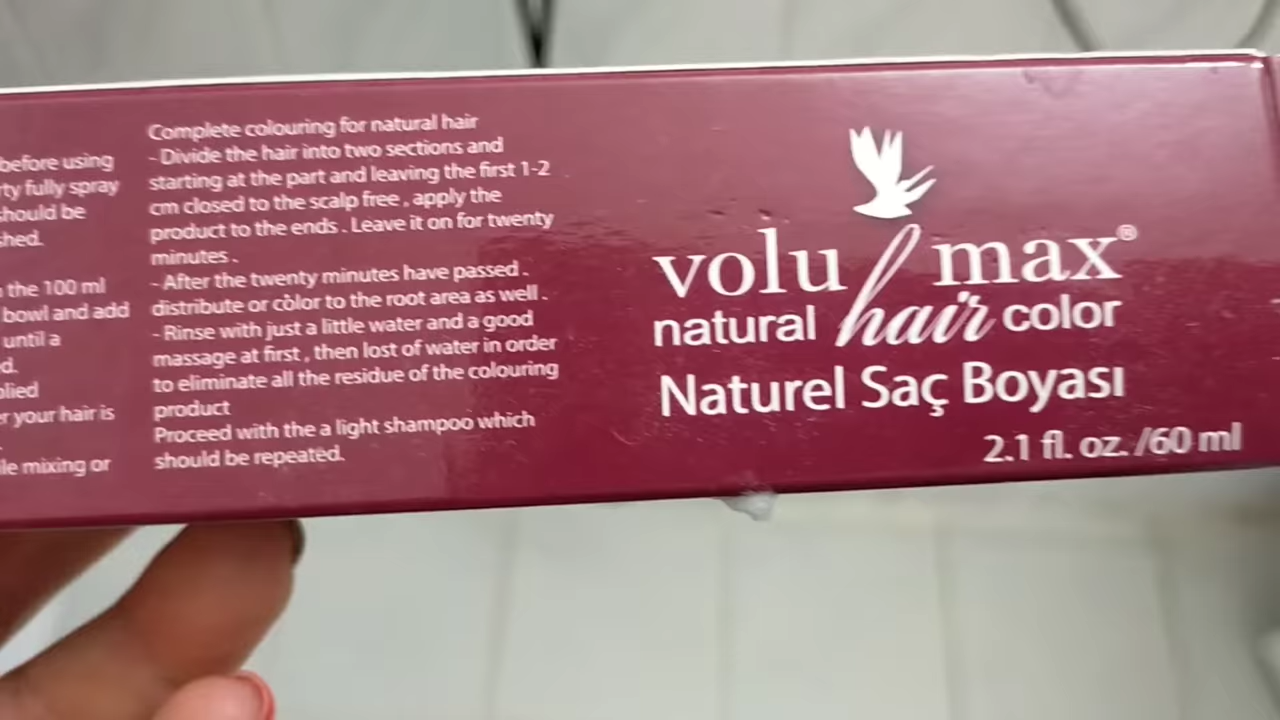 before using
fully spray
should be
the 100 ml
bowl and add
until a
your hair is
mixing or
Complete colouring for natural hair
- Divide the hair into two sections and
starting at the part and leaving the first 1-2
cm closed to the scalp free , apply the
product to the ends . Leave it on for twenty
minutes .
- After the twenty minutes have passed .
distribute or color to the root area as well .
- Rinse with just a little water and a good
massage at first , then lost of water in order
to eliminate all the residue of the colouring
product
Proceed with the a light shampoo which
should be repeated.
volu max®
natural hair color
Naturel Saç Boyası
2.1 fl. oz. /60 ml